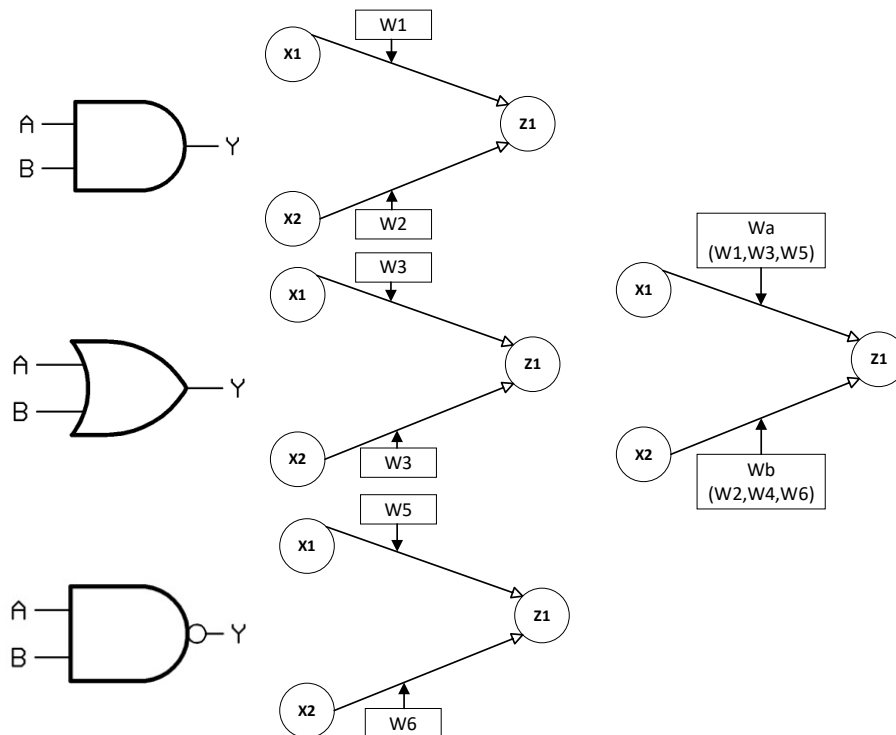 W1
X1
Z1
A
B
Y
X2
W2
W3
X1
Z1
A
B
Y
X2
W3
W5
X1
Z1
A
B
Y
X2
W6
Wa
(W1,W3,W5)
X1
Z1
X2
Wb
(W2,W4,W6)